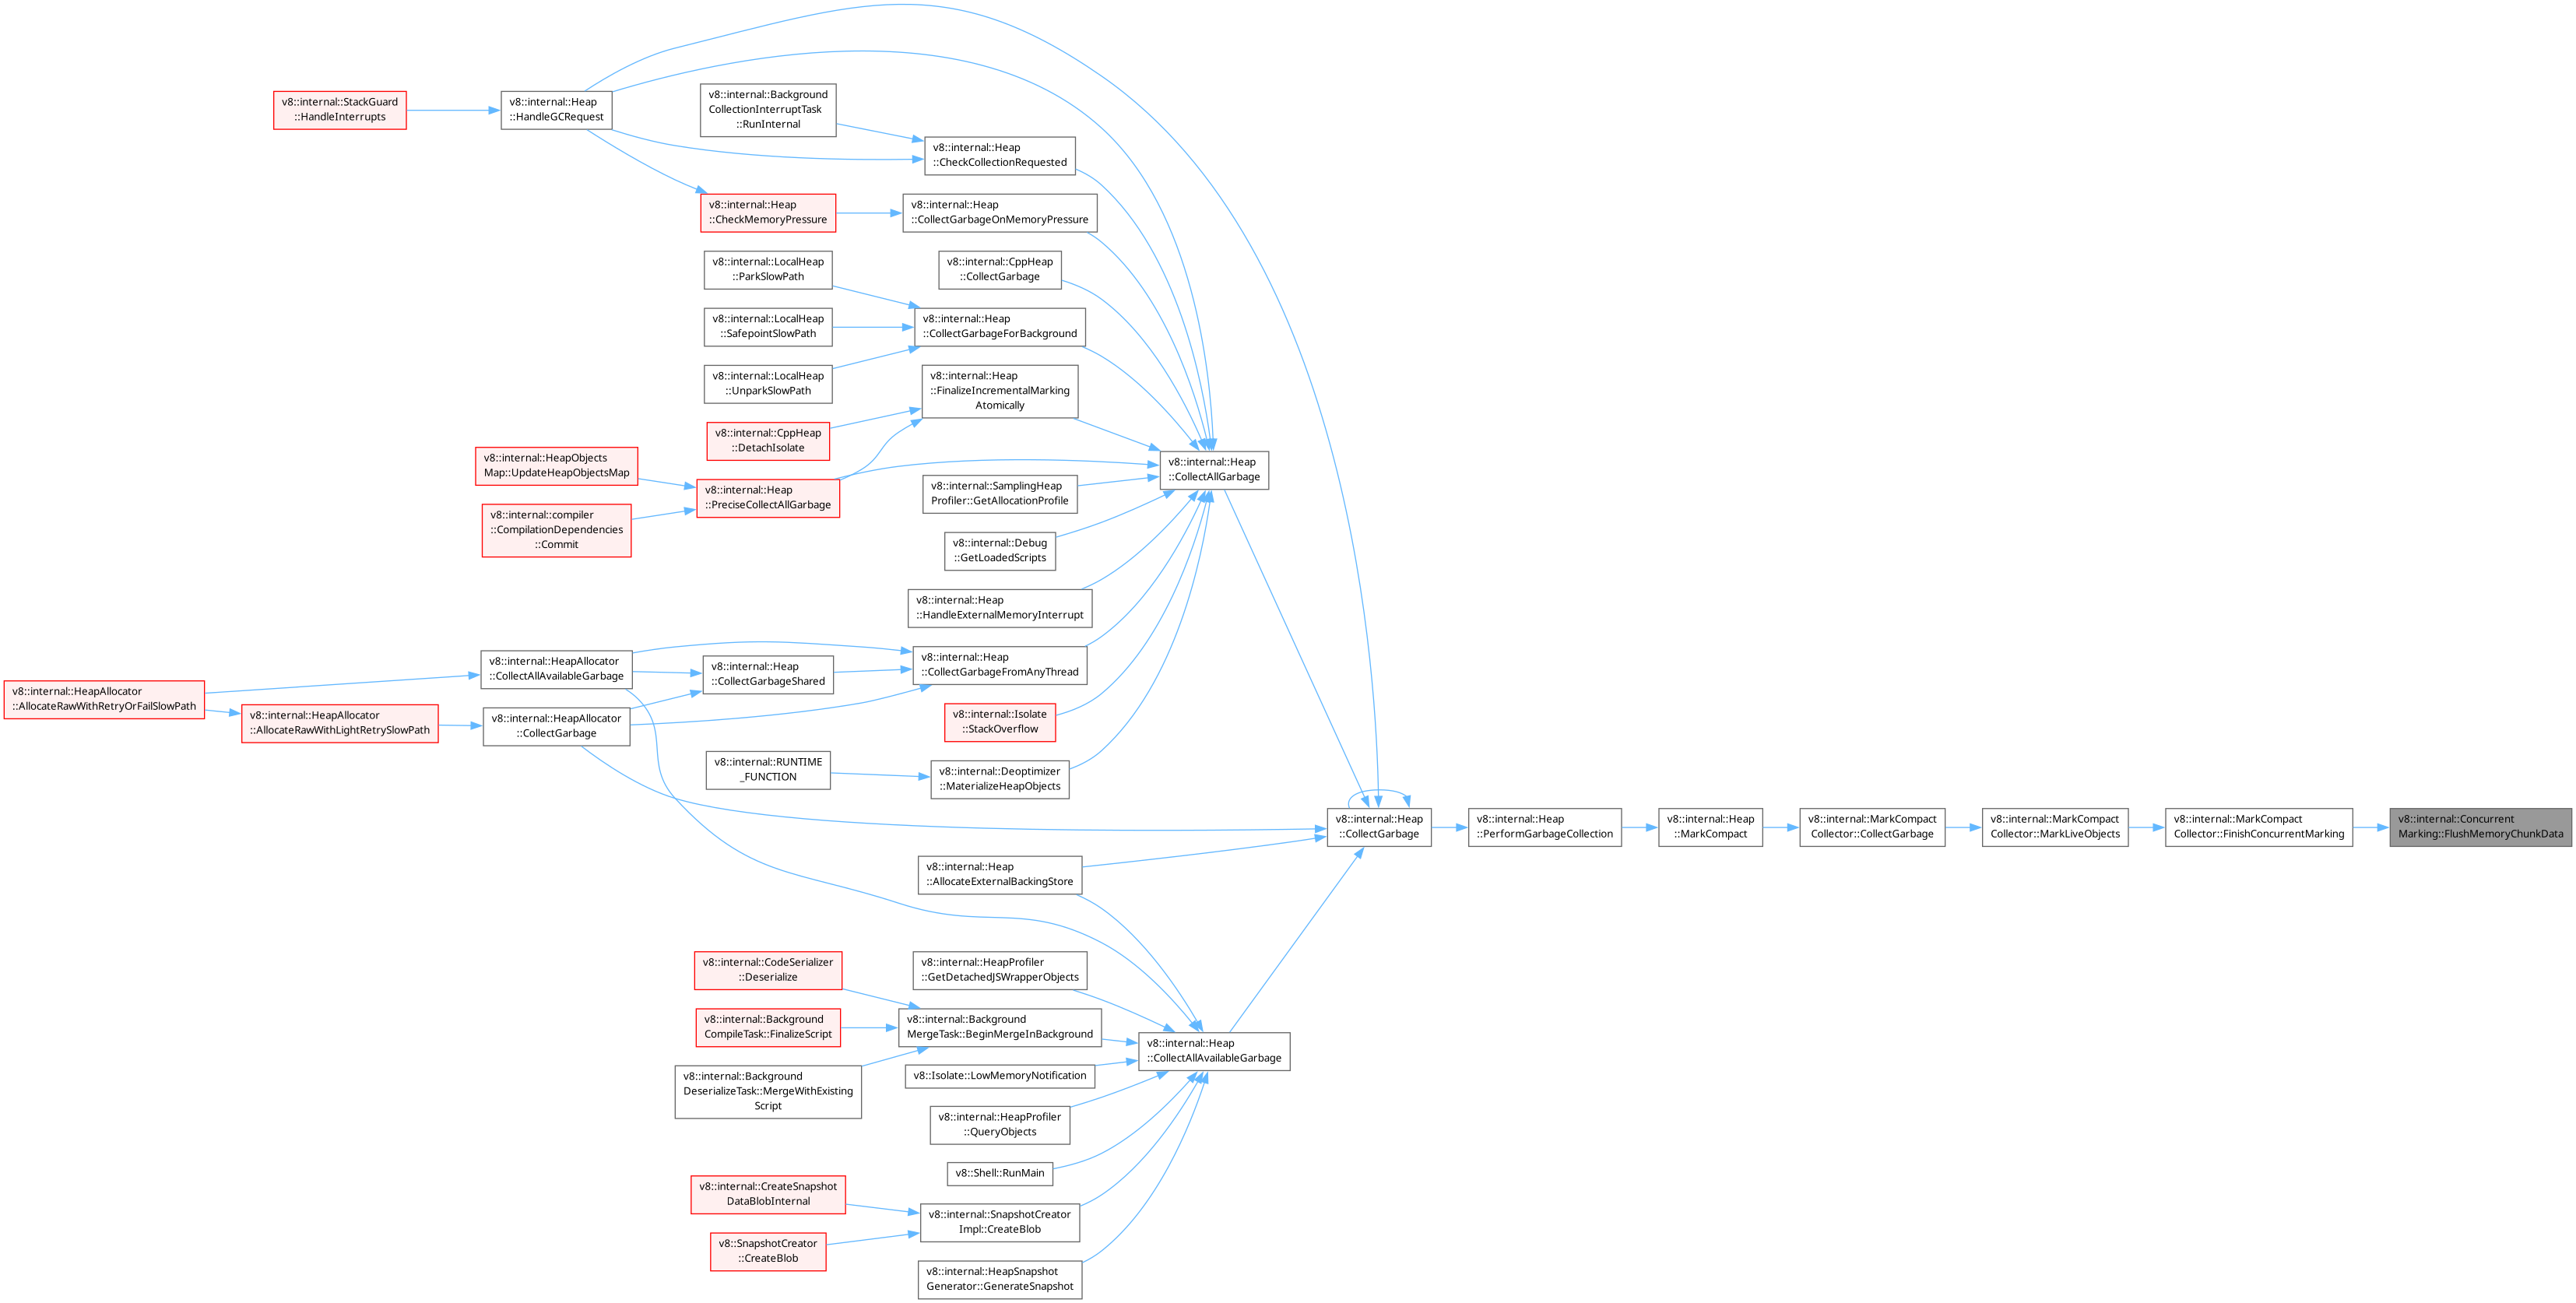 v8::internal::StackGuard
::HandleInterrupts
v8::internal::Heap
::HandleGCRequest
v8::internal::Background
CollectionInterruptTask
::RunInternal
v8::internal::Heap
::CheckCollectionRequested
v8::internal::Heap
::CheckMemoryPressure
v8::internal::Heap
::CollectGarbageOnMemoryPressure
v8::internal::LocalHeap
::ParkSlowPath
v8::internal::CppHeap
::CollectGarbage
v8::internal::LocalHeap
::SafepointSlowPath
v8::internal::Heap
::CollectGarbageForBackground
v8::internal::LocalHeap
::UnparkSlowPath
v8::internal::Heap
::FinalizeIncrementalMarking
Atomically
v8::internal::CppHeap
::DetachIsolate
v8::internal::HeapObjects
Map::UpdateHeapObjectsMap
v8::internal::Heap
::CollectAllGarbage
v8::internal::Heap
::PreciseCollectAllGarbage
v8::internal::SamplingHeap
Profiler::GetAllocationProfile
v8::internal::compiler
::CompilationDependencies
::Commit
v8::internal::Debug
::GetLoadedScripts
v8::internal::Heap
::HandleExternalMemoryInterrupt
v8::internal::HeapAllocator
::CollectAllAvailableGarbage
v8::internal::Heap
::CollectGarbageShared
v8::internal::Heap
::CollectGarbageFromAnyThread
v8::internal::HeapAllocator
::AllocateRawWithRetryOrFailSlowPath
v8::internal::HeapAllocator
::AllocateRawWithLightRetrySlowPath
v8::internal::HeapAllocator
::CollectGarbage
v8::internal::Isolate
::StackOverflow
v8::internal::RUNTIME
_FUNCTION
v8::internal::Deoptimizer
::MaterializeHeapObjects
v8::internal::Heap
::CollectGarbage
v8::internal::Heap
::PerformGarbageCollection
v8::internal::Heap
::MarkCompact
v8::internal::MarkCompact
Collector::CollectGarbage
v8::internal::MarkCompact
Collector::MarkLiveObjects
v8::internal::MarkCompact
Collector::FinishConcurrentMarking
v8::internal::Concurrent
Marking::FlushMemoryChunkData
v8::internal::Heap
::AllocateExternalBackingStore
v8::internal::CodeSerializer
::Deserialize
v8::internal::HeapProfiler
::GetDetachedJSWrapperObjects
v8::internal::Background
CompileTask::FinalizeScript
v8::internal::Background
MergeTask::BeginMergeInBackground
v8::internal::Heap
::CollectAllAvailableGarbage
v8::internal::Background
DeserializeTask::MergeWithExisting
Script
v8::Isolate::LowMemoryNotification
v8::internal::HeapProfiler
::QueryObjects
v8::Shell::RunMain
v8::internal::CreateSnapshot
DataBlobInternal
v8::internal::SnapshotCreator
Impl::CreateBlob
v8::SnapshotCreator
::CreateBlob
v8::internal::HeapSnapshot
Generator::GenerateSnapshot